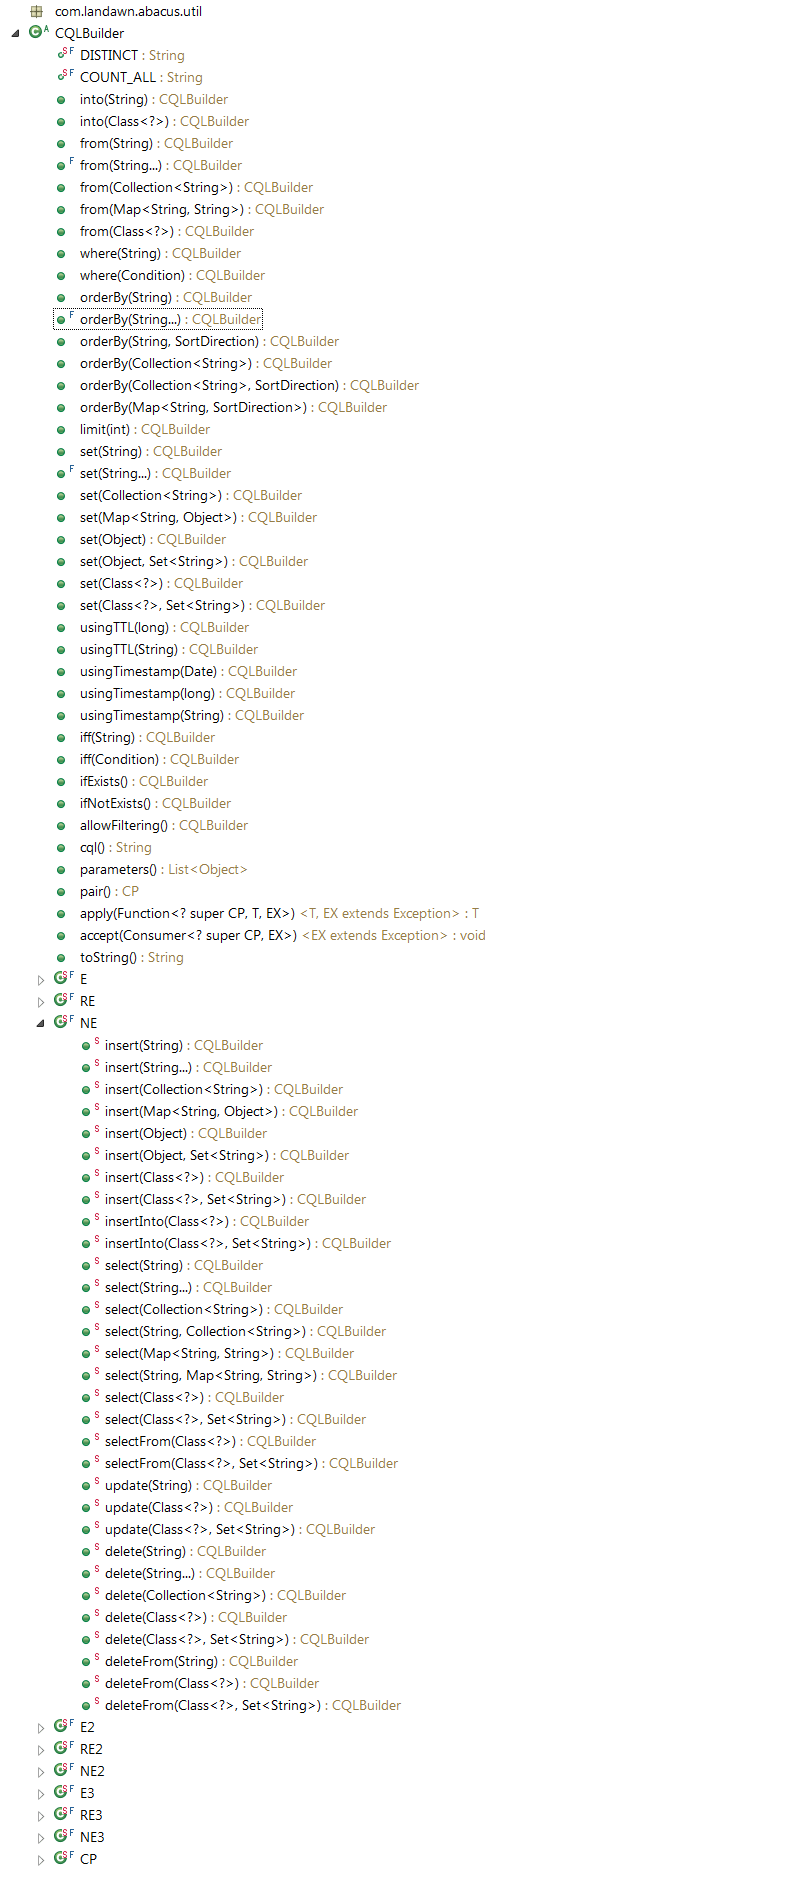 com.landawn.abacus.util
CQLBuilder
DISTINCT : String
COUNT_ALL : String
into(String) : CQLBuilder
into(Class<?>) : CQLBuilder
from(String) : CQLBuilder
from(String...) : CQLBuilder
from(Collection<String>) : CQLBuilder
from(Map<String, String>) : CQLBuilder
from(Class<?>) : CQLBuilder
where(String) : CQLBuilder
where(Condition) : CQLBuilder
orderBy(String) : CQLBuilder
orderBy(String...) : CQLBuilder
orderBy(String, SortDirection) : CQLBuilder
orderBy(Collection<String>) : CQLBuilder
orderBy(Collection<String>, SortDirection) : CQLBuilder
orderBy(Map<String, SortDirection>) : CQLBuilder
limit(int) : CQLBuilder
set(String) : CQLBuilder
set(String...) : CQLBuilder
set(Collection<String>) : CQLBuilder
set(Map<String, Object>) : CQLBuilder
set(Object) : CQLBuilder
set(Object, Set<String>) : CQLBuilder
set(Class<?>) : CQLBuilder
set(Class<?>, Set<String>) : CQLBuilder
usingTTL(long) : CQLBuilder
usingTTL(String) : CQLBuilder
usingTimestamp(Date) : CQLBuilder
usingTimestamp(long) : CQLBuilder
usingTimestamp(String) : CQLBuilder
iff(String) : CQLBuilder
iff(Condition) : CQLBuilder
ifExists() : CQLBuilder
ifNotExists() : CQLBuilder
allowFiltering() : CQLBuilder
cql() : String
parameters() : List<Object>
pair() : CP
apply(Function<? super CP, T, EX>) <T, EX extends Exception> : T
accept(Consumer<? super CP, EX>) <EX extends Exception> : void
toString() : String
E
RE
NE
insert(String) : CQLBuilder
insert(String...) : CQLBuilder
insert(Collection<String>) : CQLBuilder
insert(Map<String, Object>) : CQLBuilder
insert(Object) : CQLBuilder
insert(Object, Set<String>) : CQLBuilder
insert(Class<?>) : CQLBuilder
insert(Class<?>, Set<String>) : CQLBuilder
insertInto(Class<?>) : CQLBuilder
insertInto(Class<?>, Set<String>) : CQLBuilder
select(String) : CQLBuilder
select(String...) : CQLBuilder
select(Collection<String>) : CQLBuilder
select(String, Collection<String>) : CQLBuilder
select(Map<String, String>) : CQLBuilder
select(String, Map<String, String>) : CQLBuilder
select(Class<?>) : CQLBuilder
select(Class<?>, Set<String>) : CQLBuilder
selectFrom(Class<?>) : CQLBuilder
selectFrom(Class<?>, Set<String>) : CQLBuilder
update(String) : CQLBuilder
update(Class<?>) : CQLBuilder
update(Class<?>, Set<String>) : CQLBuilder
delete(String) : CQLBuilder
delete(String...) : CQLBuilder
delete(Collection<String>) : CQLBuilder
delete(Class<?>) : CQLBuilder
delete(Class<?>, Set<String>) : CQLBuilder
deleteFrom(String) : CQLBuilder
deleteFrom(Class<?>) : CQLBuilder
deleteFrom(Class<?>, Set<String>) : CQLBuilder
E2
RE2
NE2
E3
RE3
NE3
CP